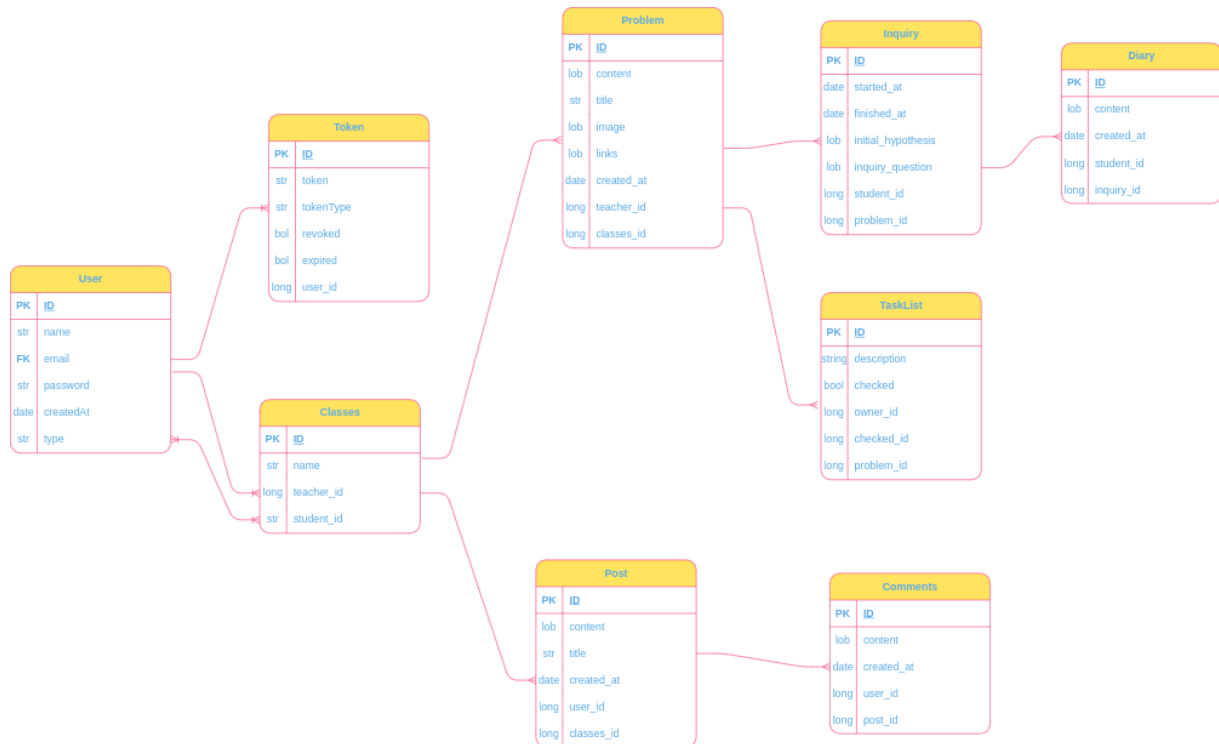 Problem
PK ID
lob content
str title
lob image
lob links
date created_at
long teacher_id
long classes_id
Inquiry
PK ID
date started_at
date finished_at
lob initial_hypothesis
lob inquiry_question
long student_id
long problem_id
Diary
PK ID
lob content
date created_at
long student_id
long inquiry_id
Token
PK ID
str token
str tokenType
bol revoked
bol expired
long user_id
User
PK ID
str name
FK email
str password
date createdAt
str type
TaskList
PK ID
string description
bool checked
long owner_id
long checked_id
long problem_id
Classes
PK ID
str name
long teacher_id
str student_id
Post
PK ID
lob content
str title
date created_at
long user_id
long classes_id
Comments
PK ID
lob content
date created_at
long user_id
long post_id